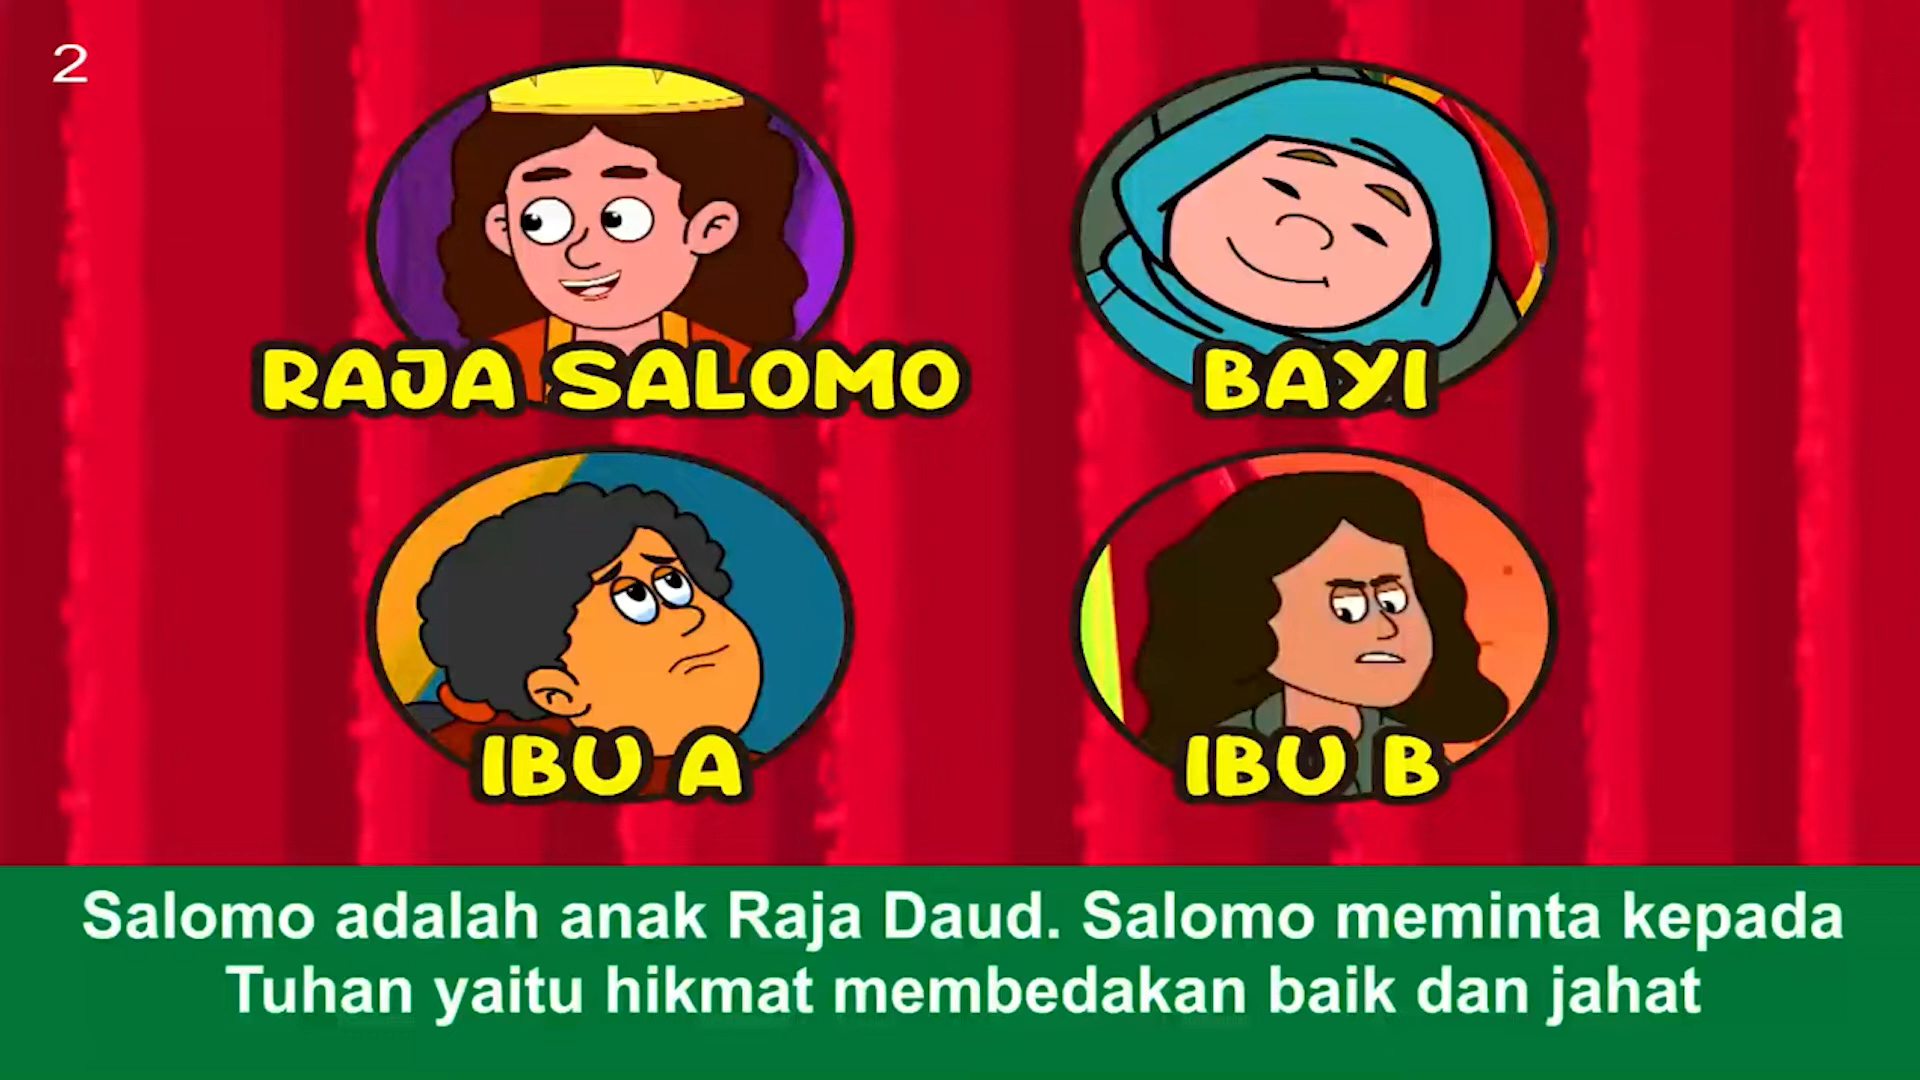 2
RAJA SALOMO
BAYI
IBU A
IBU B
Salomo adalah anak Raja Daud. Salomo meminta kepada
Tuhan yaitu hikmat membedakan baik dan jahat